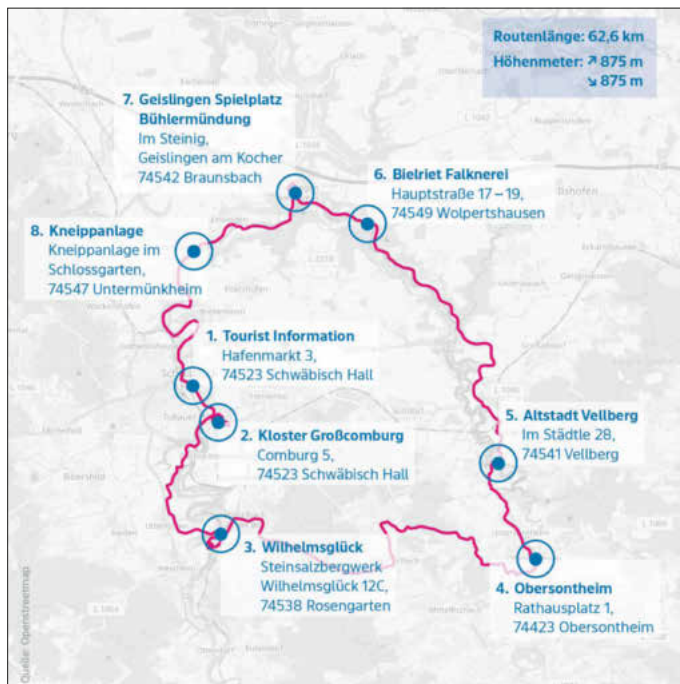 Routenlänge: 62,6 km
Höhenmeter: ↗ 875 m
↘ 875 m
7. Geislingen Spielplatz
Bühlermündung
Im Steinig,
Geislingen am Kocher
74542 Braunsbach
6. Bielriet Falknerei
Hauptstraße 17 – 19,
74549 Wolpertshausen
8. Kneippanlage
Kneippanlage im
Schlossgarten,
74547 Untermünkheim
1. Tourist Information
Hafenmarkt 3,
74523 Schwäbisch Hall
2. Kloster Großcomburg
Comburg 5,
74523 Schwäbisch Hall
5. Altstadt Vellberg
Im Städtle 28,
74541 Vellberg
3. Wilhelmsglück
Steinsalzbergwerk
Wilhelmsglück 12C,
74538 Rosengarten
4. Obersontheim
Rathausplatz 1,
74423 Obersontheim
Quelle: Openstreetmap